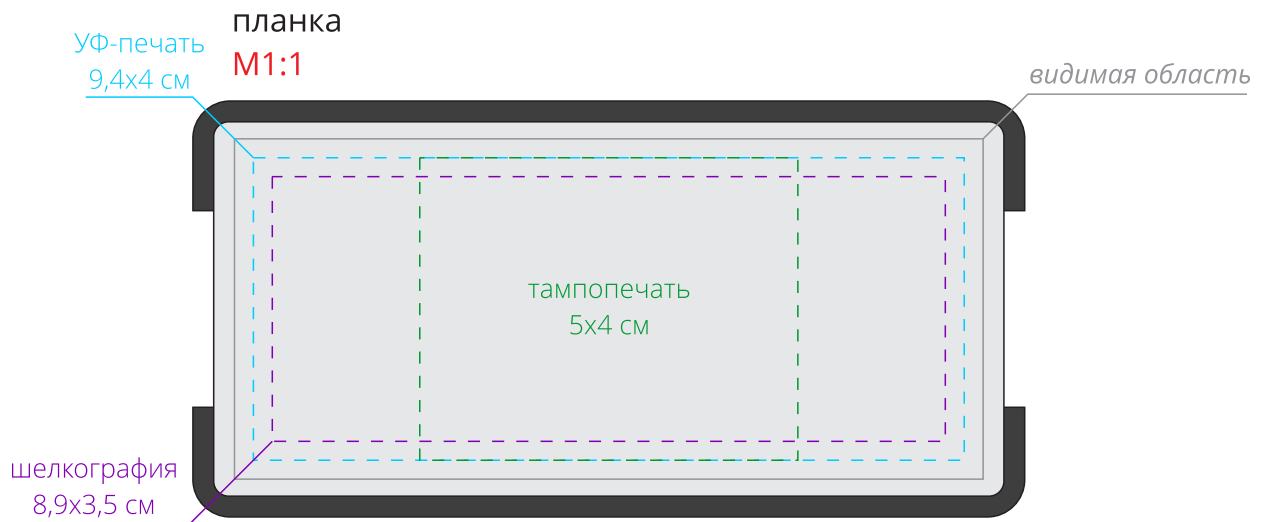 планка
М1:1
УФ-печать
9,4х4 см
видимая область
тампопечать
5х4 см
шелкография
8,9х3,5 см